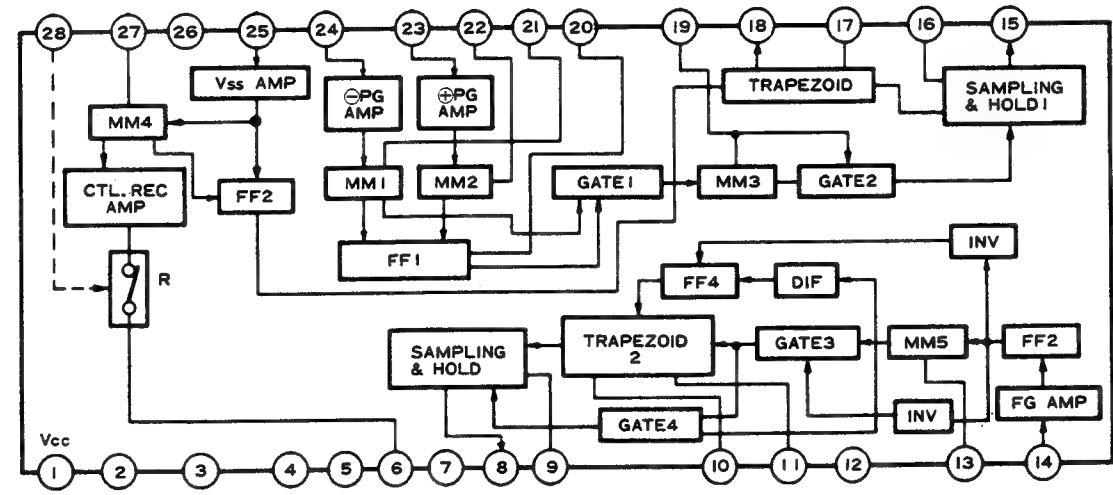 28 27 26 25 24 23 22 21 20 19 18 17 16 15
Vss AMP
⊖PG
AMP
⊕PG
AMP
TRAPEZOID
SAMPLING
& HOLD I
MM4
CTL.REC
AMP
FF2
MM1
MM2
GATE1
MM3
GATE2
FF1
R
INV
FF4
DIF
SAMPLING
& HOLD
TRAPEZOID
2
GATE3
MM5
FF2
GATE4
INV
FG AMP
Vcc
1 2 3 4 5 6 7 8 9 10 11 12 13 14